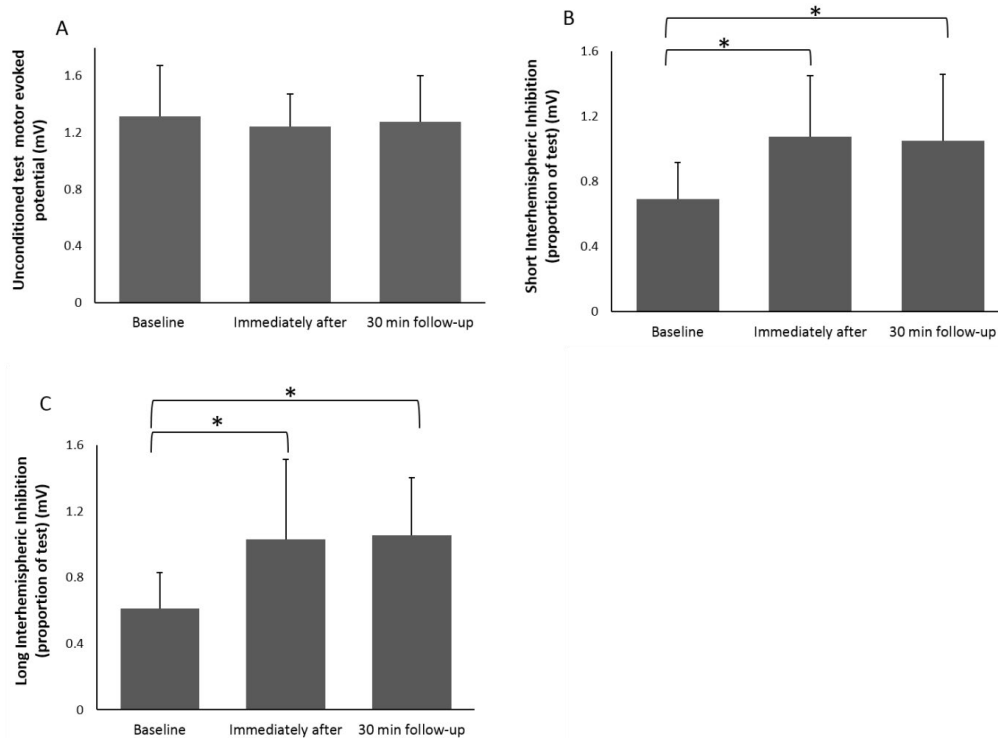 A
Unconditioned test motor evoked
potential (mV)
1.6
1.2
0.8
0.4
0
Baseline
Immediately after
30 min follow-up
B
*
*
Short Interhemispheric Inhibition
(proportion of test) (mV)
1.6
1.2
0.8
0.4
0
Baseline
Immediately after
30 min follow-up
C
*
*
Long Interhemispheric Inhibition
(proportion of test) (mV)
1.6
1.2
0.8
0.4
0
Baseline
Immediately after
30 min follow-up